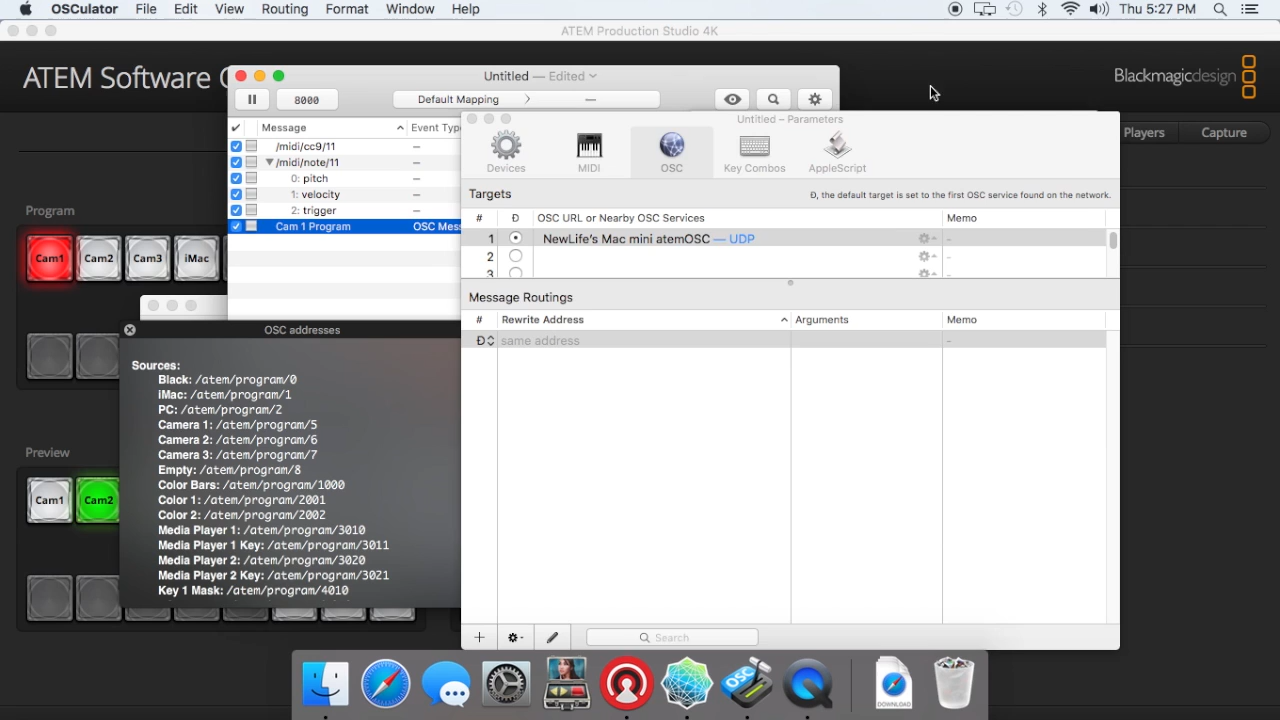 OSCulator File Edit View Routing Format Window Help Thu 5:27 PM
ATEM Production Studio 4K
ATEM Software C
Blackmagicdesign
Players Capture
Program
Cam1 Cam2 Cam3 iMac
Preview
Cam1 Cam2
Untitled — Edited
8000 Default Mapping —
Message Event Type
/midi/cc9/11 –
/midi/note/11 –
0: pitch –
1: velocity –
2: trigger –
Cam 1 Program OSC Mes
Untitled – Parameters
Devices MIDI OSC Key Combos AppleScript
Targets Đ, the default target is set to the first OSC service found on the network.
# Đ OSC URL or Nearby OSC Services Memo
1 NewLife's Mac mini atemOSC — UDP -
2 -
3 -
Message Routings
# Rewrite Address Arguments Memo
Đ same address -
Search
OSC addresses
Sources:
Black: /atem/program/0
iMac: /atem/program/1
PC: /atem/program/2
Camera 1: /atem/program/5
Camera 2: /atem/program/6
Camera 3: /atem/program/7
Empty: /atem/program/8
Color Bars: /atem/program/1000
Color 1: /atem/program/2001
Color 2: /atem/program/2002
Media Player 1: /atem/program/3010
Media Player 1 Key: /atem/program/3011
Media Player 2: /atem/program/3020
Media Player 2 Key: /atem/program/3021
Key 1 Mask: /atem/program/4010
OSC
DOWNLOAD